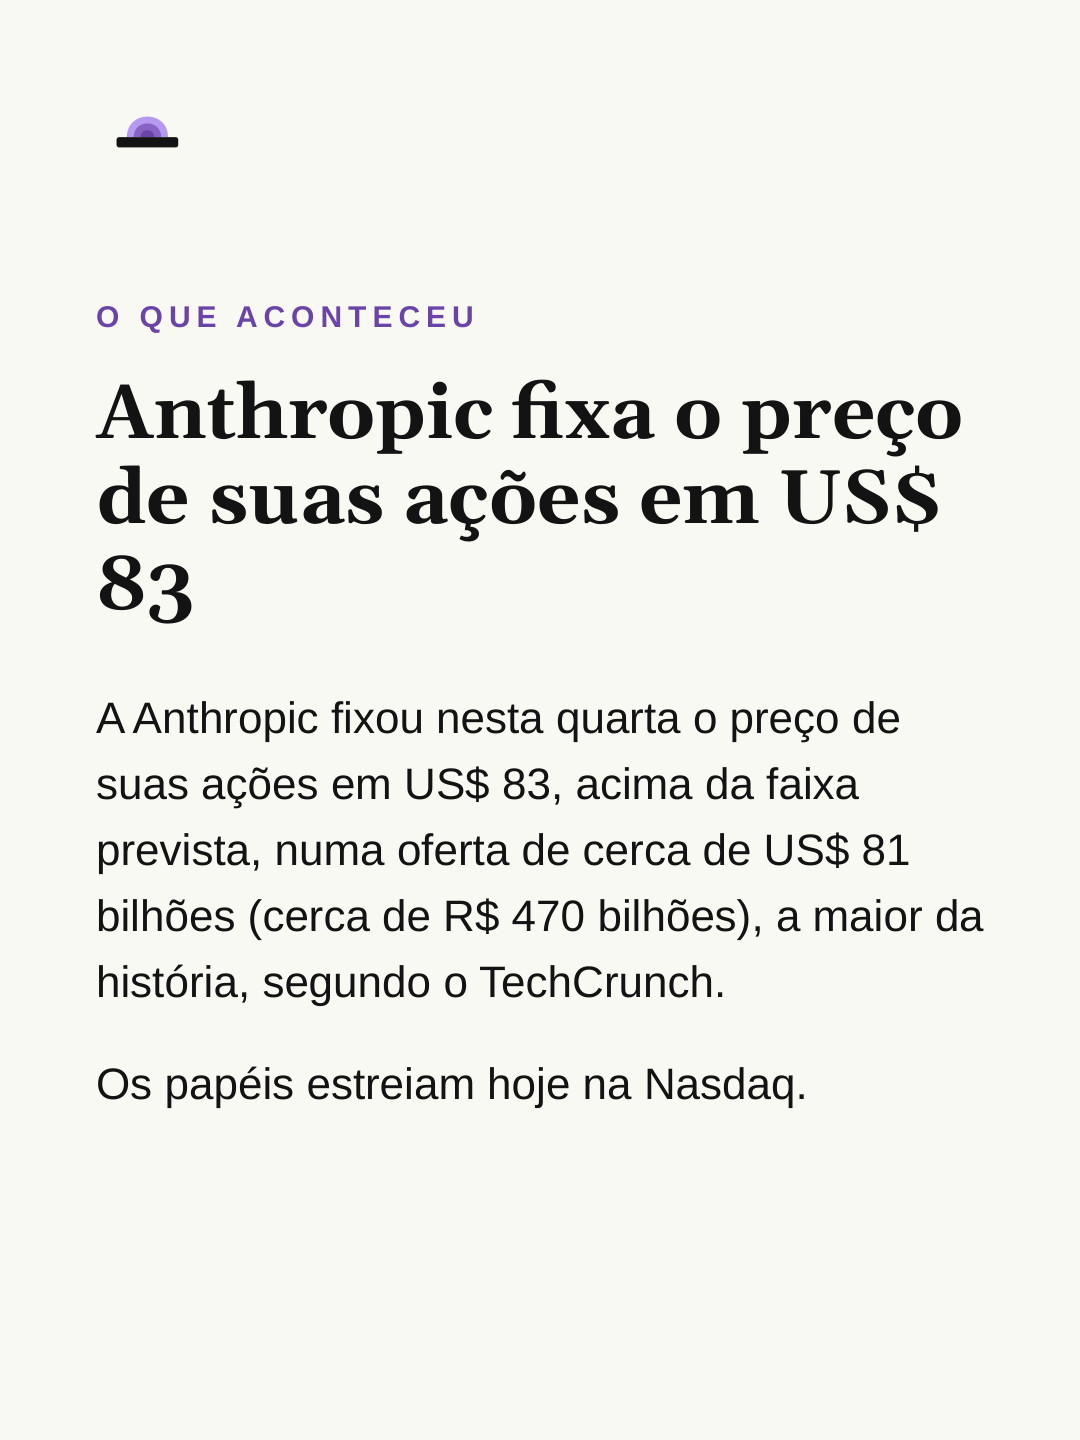 O QUE ACONTECEU
Anthropic fixa o preço
de suas ações em US$
83
A Anthropic fixou nesta quarta o preço de
suas ações em US$ 83, acima da faixa
prevista, numa oferta de cerca de US$ 81
bilhões (cerca de R$ 470 bilhões), a maior da
história, segundo o TechCrunch.
Os papéis estreiam hoje na Nasdaq.